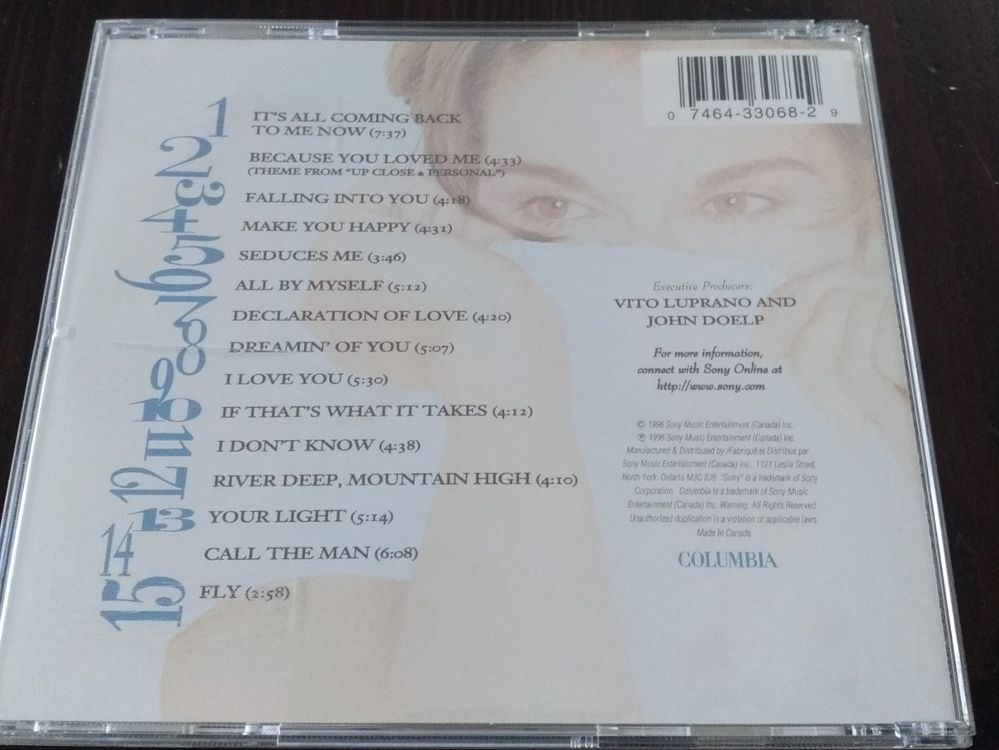 0 7464-33068-2 9
1 IT'S ALL COMING BACK
TO ME NOW (7:37)
2 BECAUSE YOU LOVED ME (4:33)
(THEME FROM "UP CLOSE & PERSONAL")
3 FALLING INTO YOU (4:18)
4 MAKE YOU HAPPY (4:31)
5 SEDUCES ME (3:46)
6 ALL BY MYSELF (5:12)
7 DECLARATION OF LOVE (4:20)
8 DREAMIN' OF YOU (5:07)
9 I LOVE YOU (5:30)
10 IF THAT'S WHAT IT TAKES (4:12)
11 I DON'T KNOW (4:38)
12 RIVER DEEP, MOUNTAIN HIGH (4:10)
13 YOUR LIGHT (5:14)
14 CALL THE MAN (6:08)
15 FLY (2:58)
Executive Producers:
VITO LUPRANO AND
JOHN DOELP
For more information,
connect with Sony Online at
http://www.sony.com
© 1996 Sony Music Entertainment (Canada) Inc.
℗ 1996 Sony Music Entertainment (Canada) Inc.
Manufactured & Distributed by /Fabriqué et Distribué par
Sony Music Entertainment (Canada) Inc., 1121 Leslie Street,
North York, Ontario M3C 2J9. "Sony" is a trademark of Sony
Corporation. Columbia is a trademark of Sony Music
Entertainment (Canada) Inc. Warning. All Rights Reserved.
Unauthorized duplication is a violation of applicable laws.
Made In Canada.
COLUMBIA